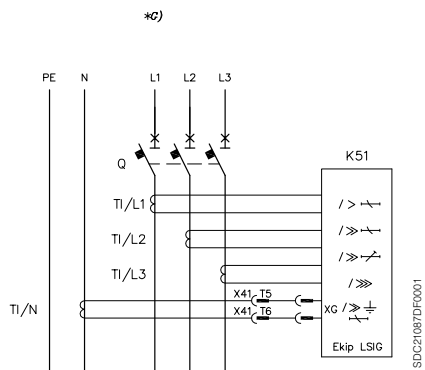 *G)
PE N L1 L2 L3
Q
K51
TI/L1
TI/L2
TI/L3
TI/N
X41 T5
X41 T6
/ >
/ ≫
/ ≫
/ ⋙
XG / ≫
Ekip LSIG
SDC21087DF0001